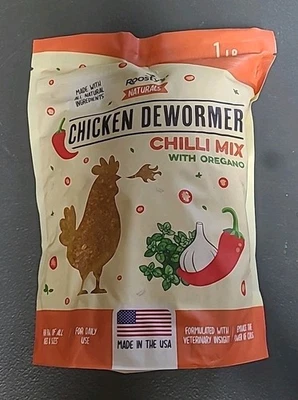 1 LB
MADE WITH
ALL NATURAL
INGREDIENTS
ROOSTY'S
NATURALS
CHICKEN DEWORMER
CHILLI MIX
WITH OREGANO
FOR DAILY
USE
MADE IN THE USA
FORMULATED WITH
VETERINARY INSIGHT